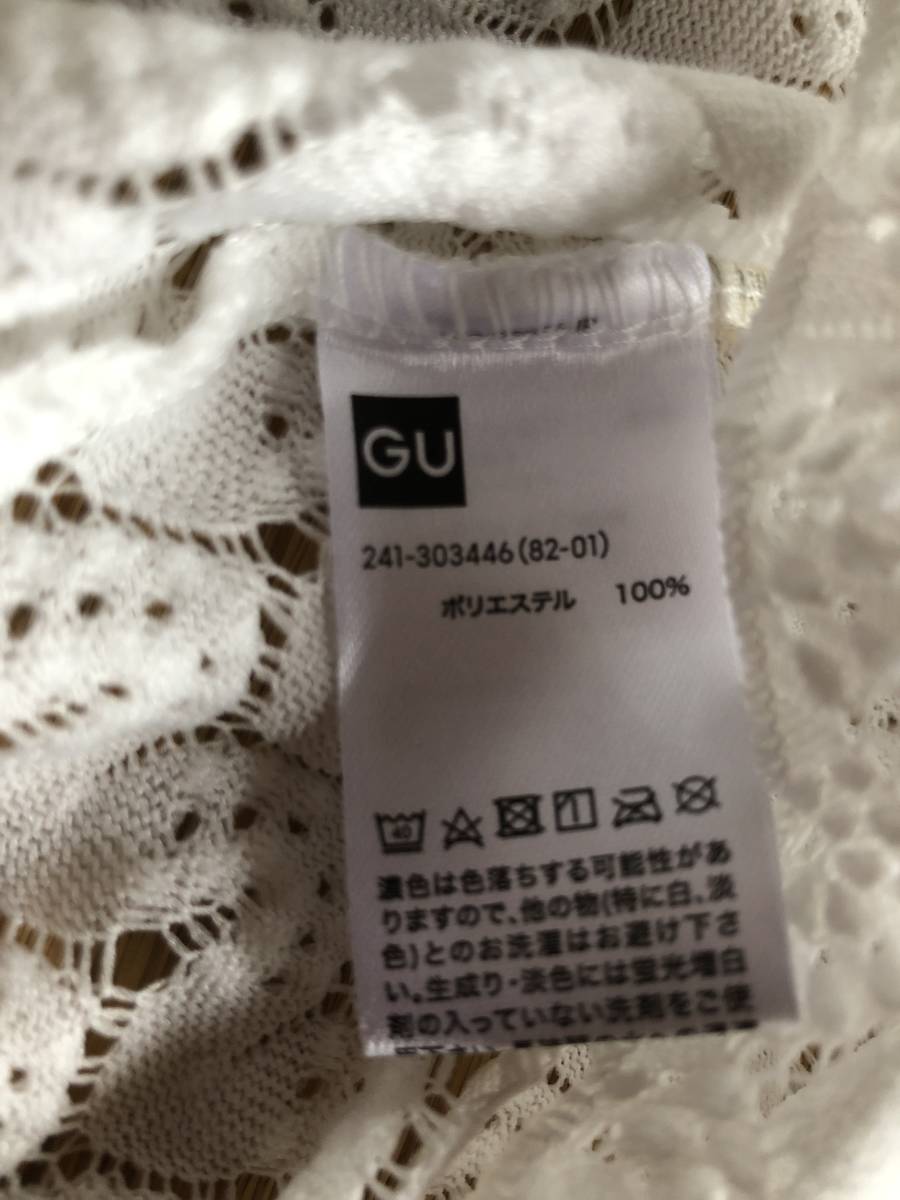 GU
241-303446(82-01)
ポリエステル 100%
40
濃色は色落ちする可能性があ
りますので、他の物(特に白、淡
色)とのお洗濯はお避け下さ
い。生成り・淡色には蛍光増白
剤の入っていない洗剤をご使